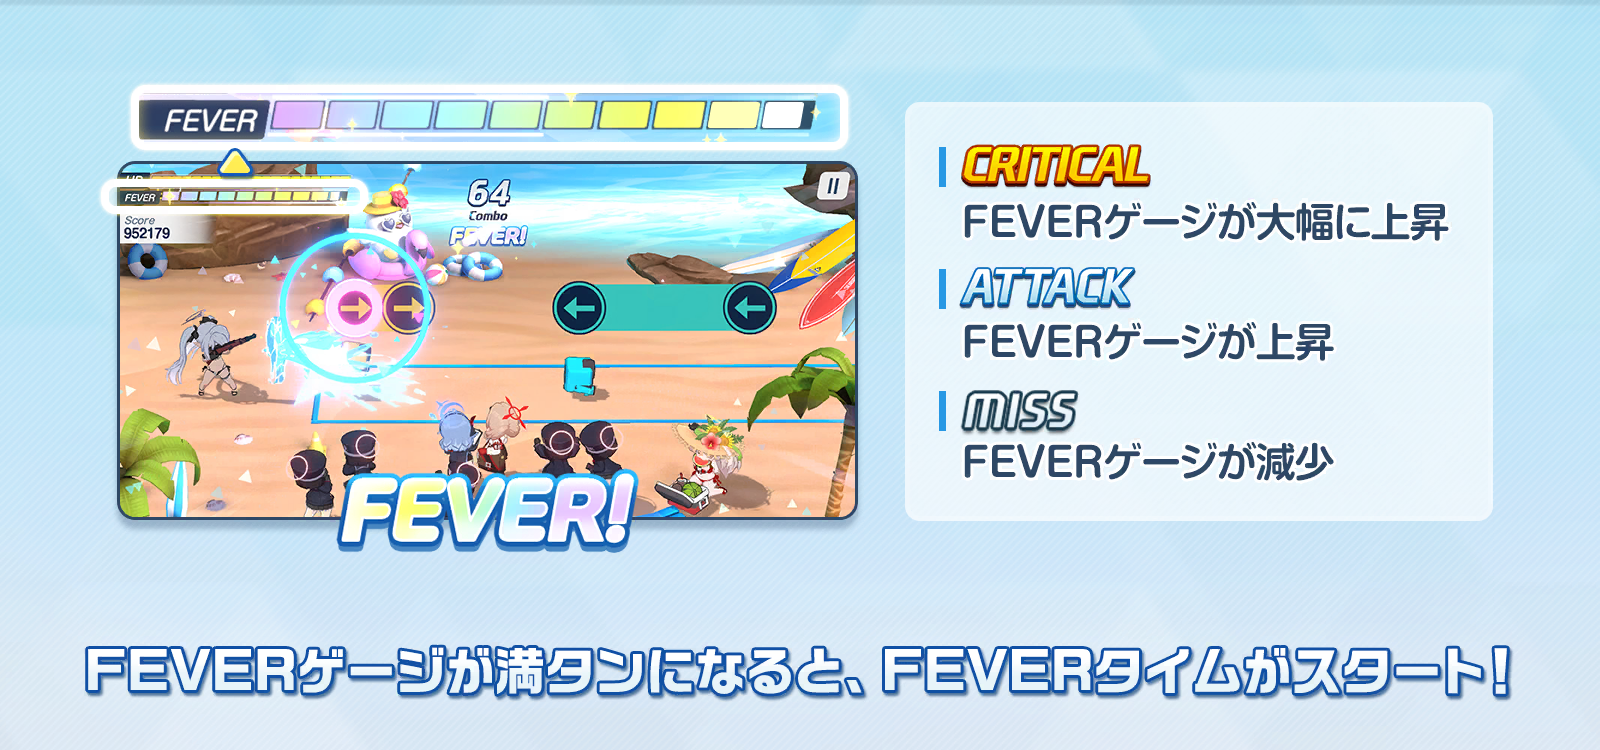 FEVER
FEVER
Score
952179
64
Combo
FEVER!
FEVER!
CRITICAL
FEVERゲージが大幅に上昇
ATTACK
FEVERゲージが上昇
MISS
FEVERゲージが減少
FEVERゲージが満タンになると、FEVERタイムがスタート!